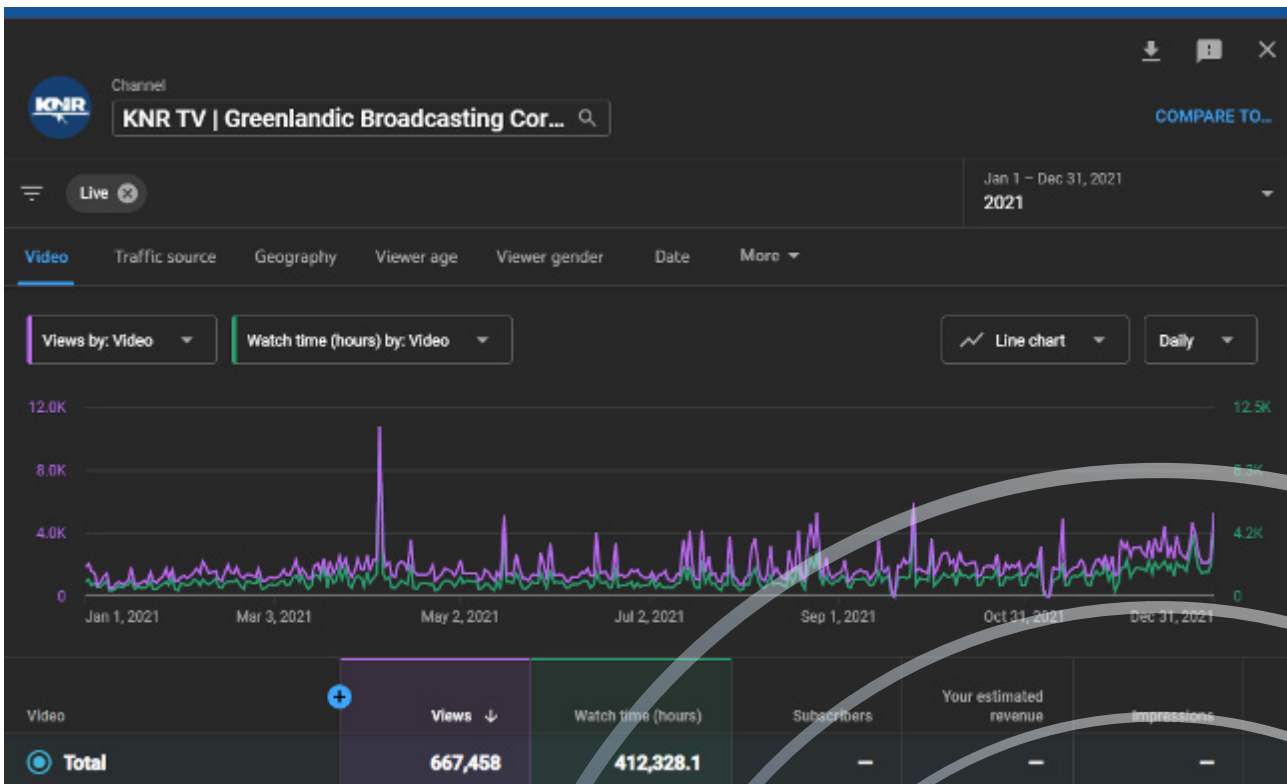 Channel
KNR
KNR TV | Greenlandic Broadcasting Cor...
COMPARE TO...
Live
Jan 1 – Dec 31, 2021
2021
Video Traffic source Geography Viewer age Viewer gender Date More
Views by: Video Watch time (hours) by: Video Line chart Daily
12.0K 12.5K
8.0K 8.3K
4.0K 4.2K
0 0
Jan 1, 2021 Mar 3, 2021 May 2, 2021 Jul 2, 2021 Sep 1, 2021 Oct 31, 2021 Dec 31, 2021
Your estimated
Video Views Watch time (hours) Subscribers revenue Impressions
Total 667,458 412,328.1 – – –